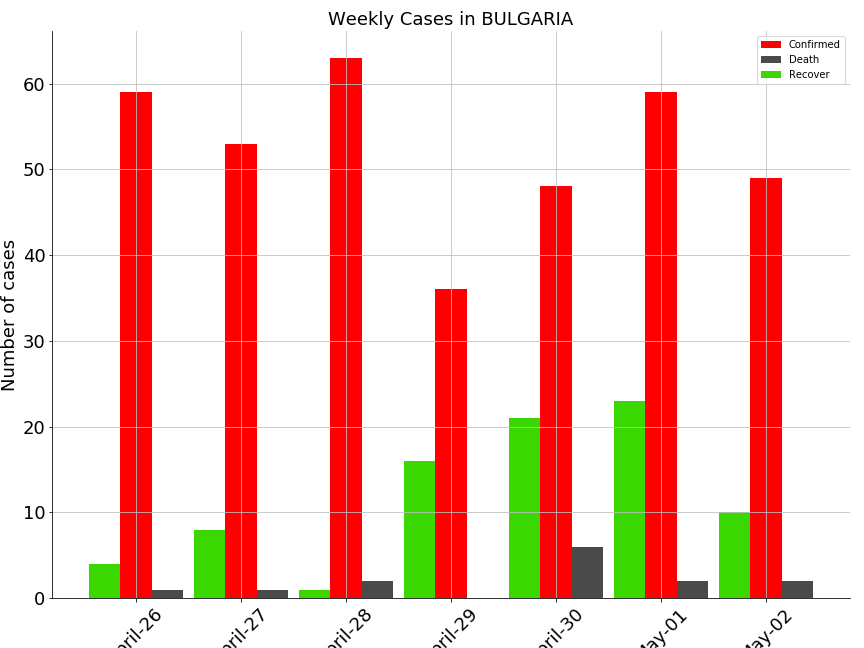 Weekly Cases in BULGARIA
Confirmed
Death
Recover
Number of cases
60
50
40
30
20
10
0
pril-26
pril-27
pril-28
pril-29
pril-30
May-01
May-02